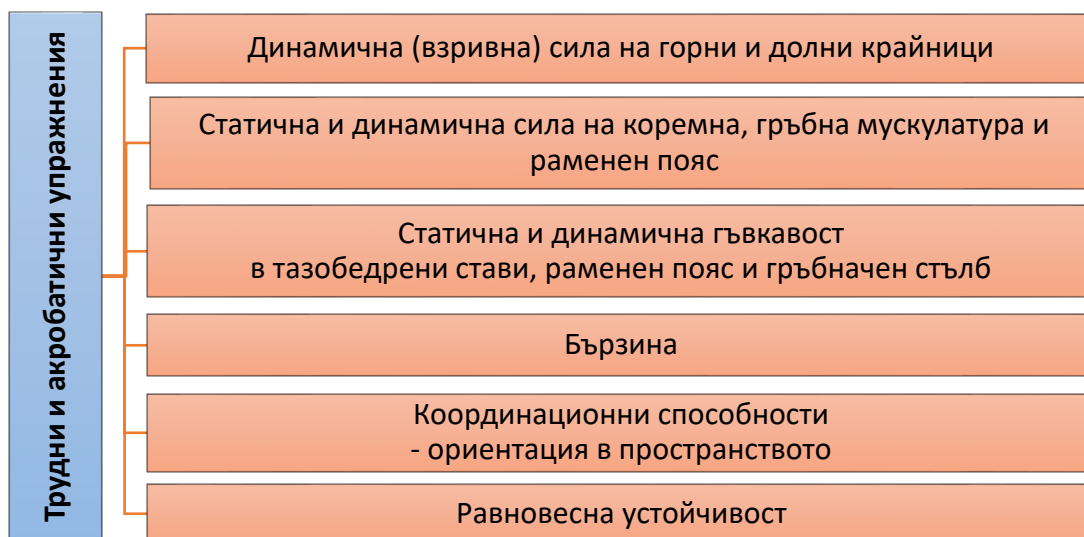 Трудни и акробатични упражнения
Динамична (взривна) сила на горни и долни крайници
Статична и динамична сила на коремна, гръбна мускулатура и
раменен пояс
Статична и динамична гъвкавост
в тазобедрени стави, раменен пояс и гръбначен стълб
Бързина
Координационни способности
- ориентация в пространството
Равновесна устойчивост